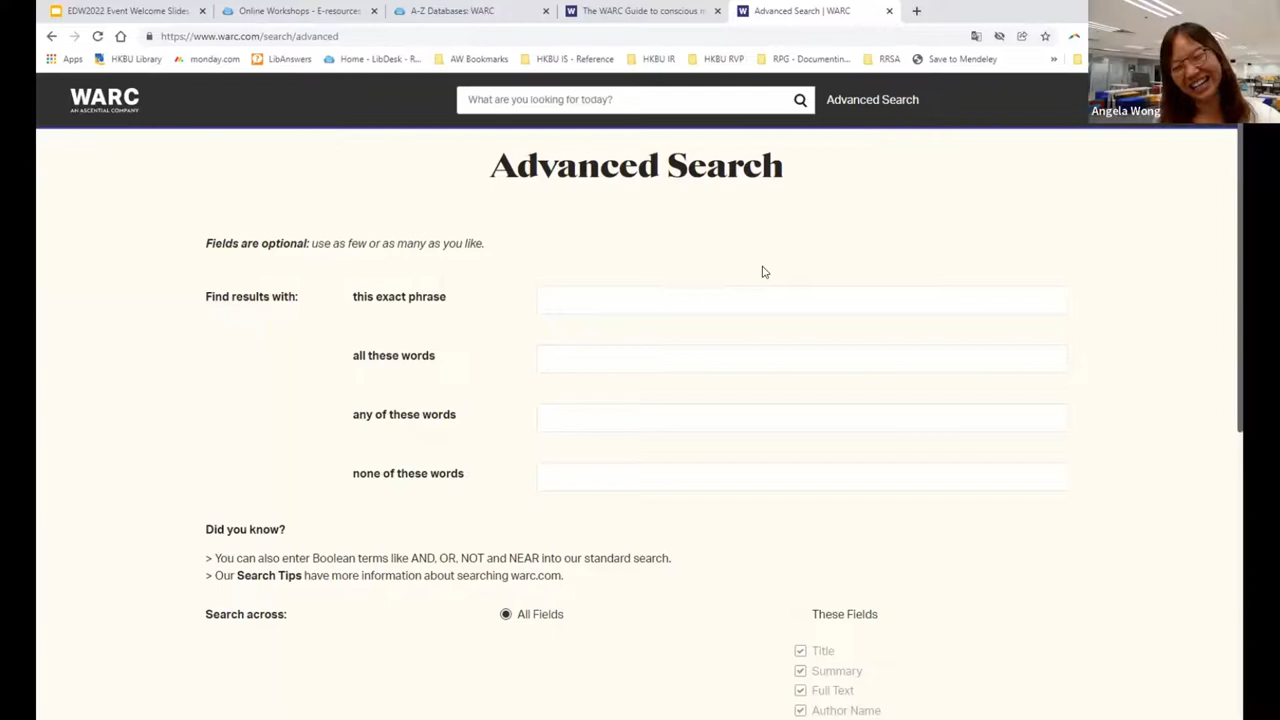 EDW2022 Event Welcome Slides
Online Workshops - E-resources
A-Z Databases: WARC
The WARC Guide to conscious m
Advanced Search | WARC
https://www.warc.com/search/advanced
Apps
HKBU Library
monday.com
LibAnswers
Home - LibDesk - R...
AW Bookmarks
HKBU IS - Reference
HKBU IR
HKBU RVP
RPG - Documentin...
RRSA
Save to Mendeley
WARC
AN ASCENTIAL COMPANY
What are you looking for today?
Advanced Search
Angela Wong
Advanced Search
Fields are optional: use as few or as many as you like.
Find results with:
this exact phrase
all these words
any of these words
none of these words
Did you know?
> You can also enter Boolean terms like AND, OR, NOT and NEAR into our standard search.
> Our Search Tips have more information about searching warc.com.
Search across:
All Fields
These Fields
Title
Summary
Full Text
Author Name